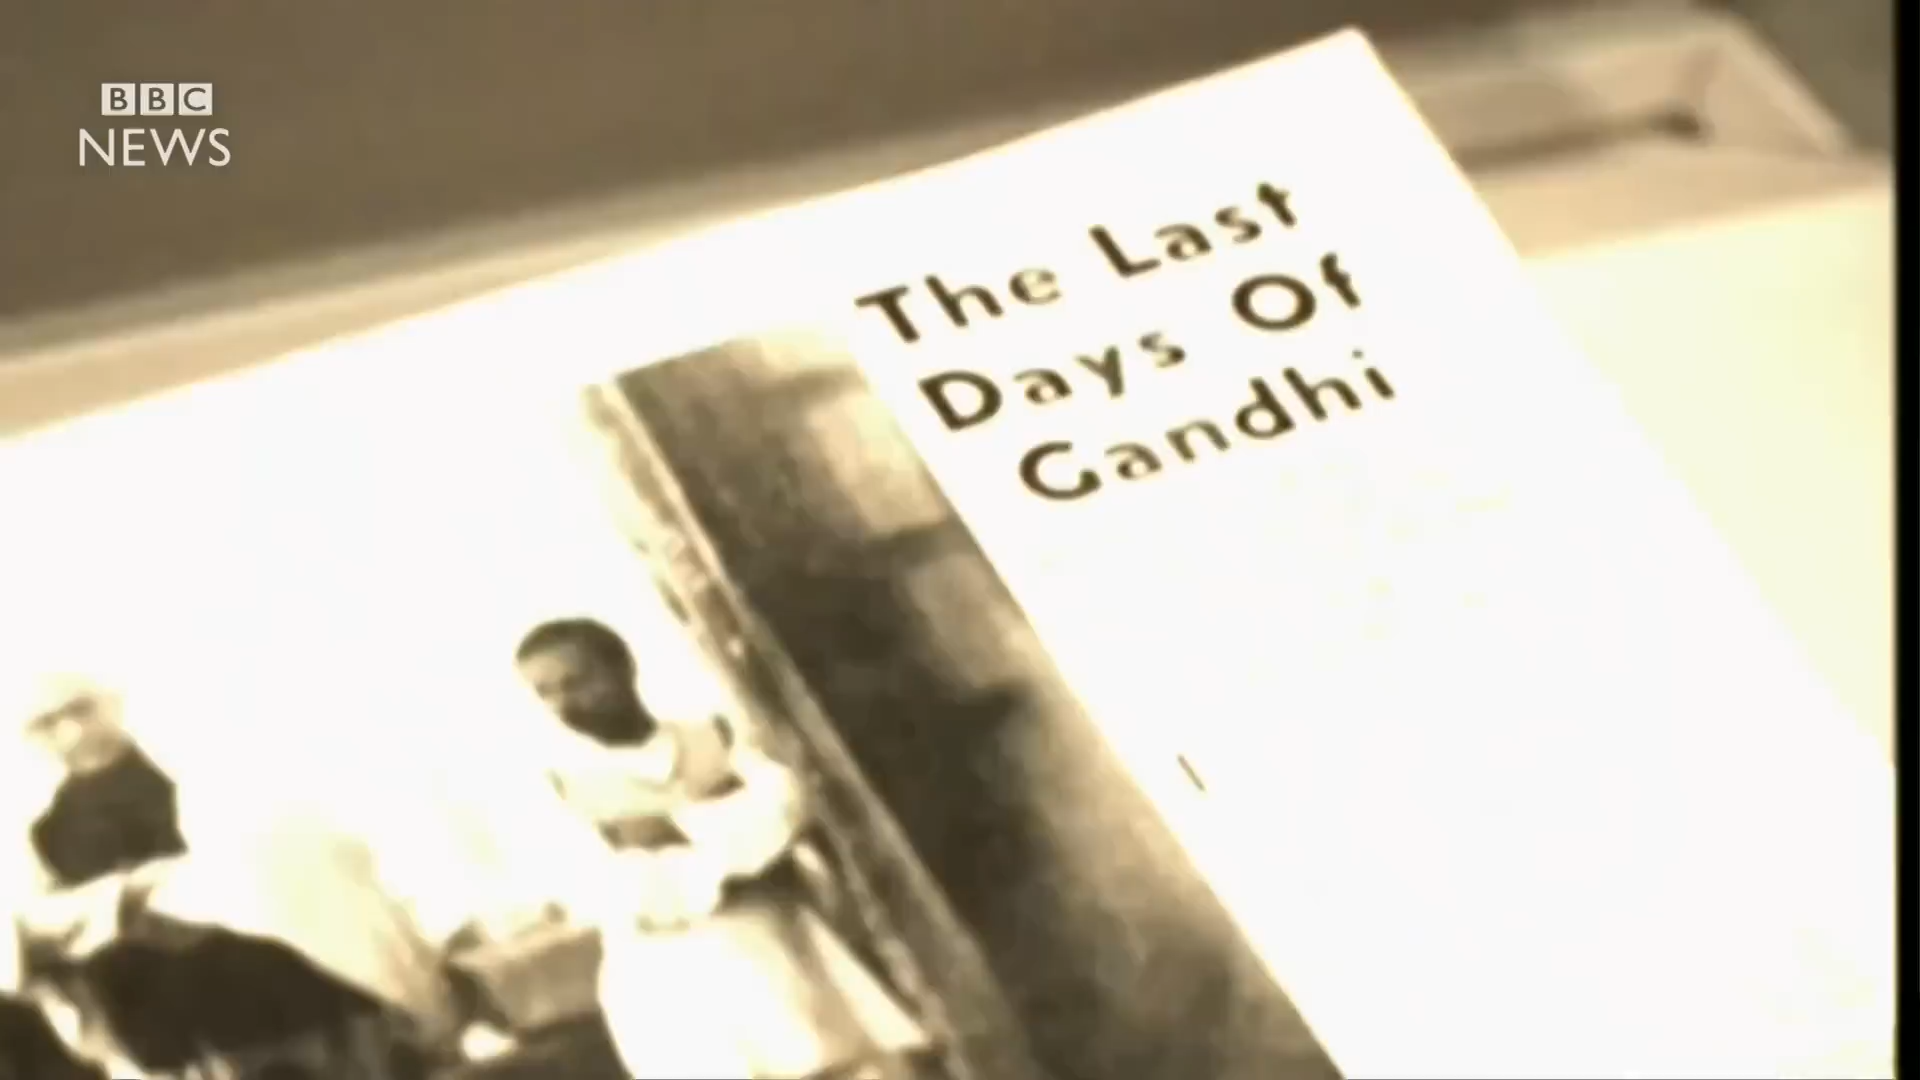 BBC
NEWS
The Last
Days Of
Gandhi